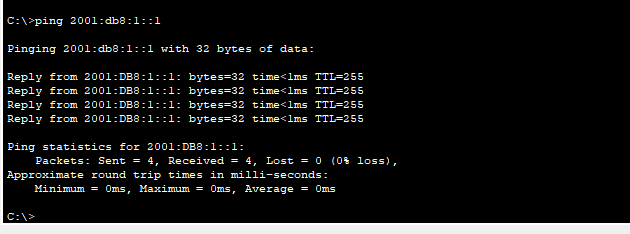 C:\>ping 2001:db8:1::1
Pinging 2001:db8:1::1 with 32 bytes of data:
Reply from 2001:DB8:1::1: bytes=32 time<1ms TTL=255
Reply from 2001:DB8:1::1: bytes=32 time<1ms TTL=255
Reply from 2001:DB8:1::1: bytes=32 time<1ms TTL=255
Reply from 2001:DB8:1::1: bytes=32 time<1ms TTL=255
Ping statistics for 2001:DB8:1::1:
Packets: Sent = 4, Received = 4, Lost = 0 (0% loss),
Approximate round trip times in milli-seconds:
Minimum = 0ms, Maximum = 0ms, Average = 0ms
C:\>